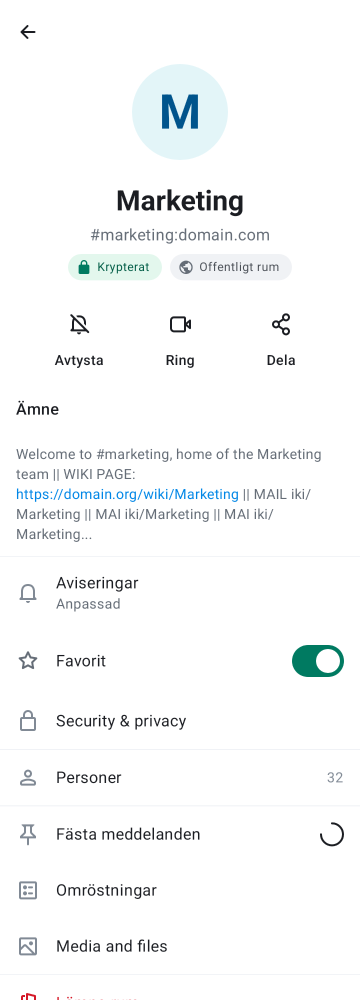 M
Marketing
#marketing:domain.com
Krypterat
Offentligt rum
Avtysta
Ring
Dela
Ämne
Welcome to #marketing, home of the Marketing
team || WIKI PAGE:
https://domain.org/wiki/Marketing || MAIL iki/
Marketing || MAI iki/Marketing || MAI iki/
Marketing...
Aviseringar
Anpassad
Favorit
Security & privacy
Personer 32
Fästa meddelanden
Omröstningar
Media and files